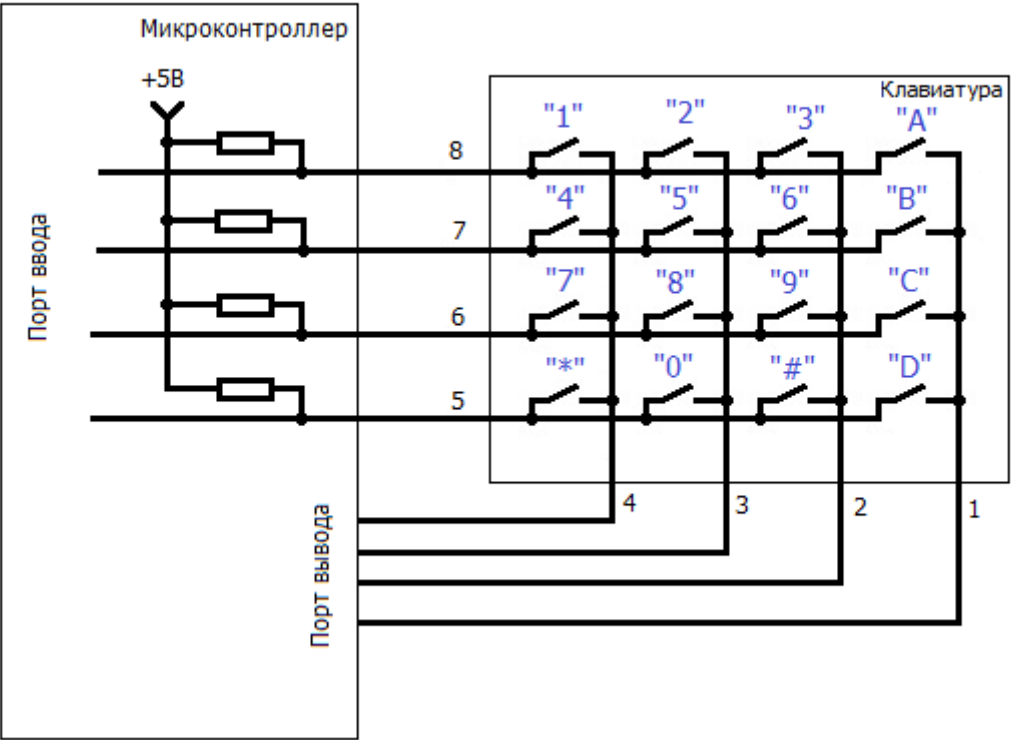 Микроконтроллер
+5В
Клавиатура
"1" "2" "3" "A"
8
"4" "5" "6" "B"
7
"7" "8" "9" "C"
6
"*" "0" "#" "D"
5
Порт ввода
4 3 2 1
Порт вывода